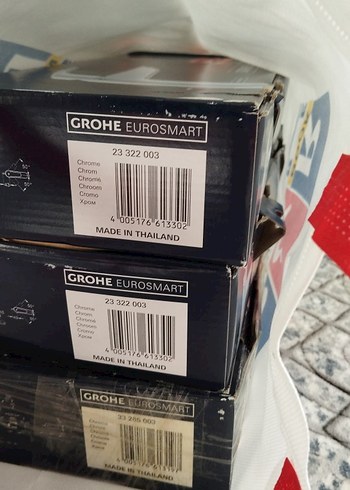 GROHE EUROSMART
23 322 003
Chrome
Chrom
Chrome
Chroom
Cromo
Хром
4 005176 613302
MADE IN THAILAND
GROHE EUROSMART
23 322 003
Chrome
Chrom
Chrome
Chroom
Cromo
Хром
4 005176 613302
MADE IN THAILAND
GROHE EUROSMART
MADE IN THAILAND